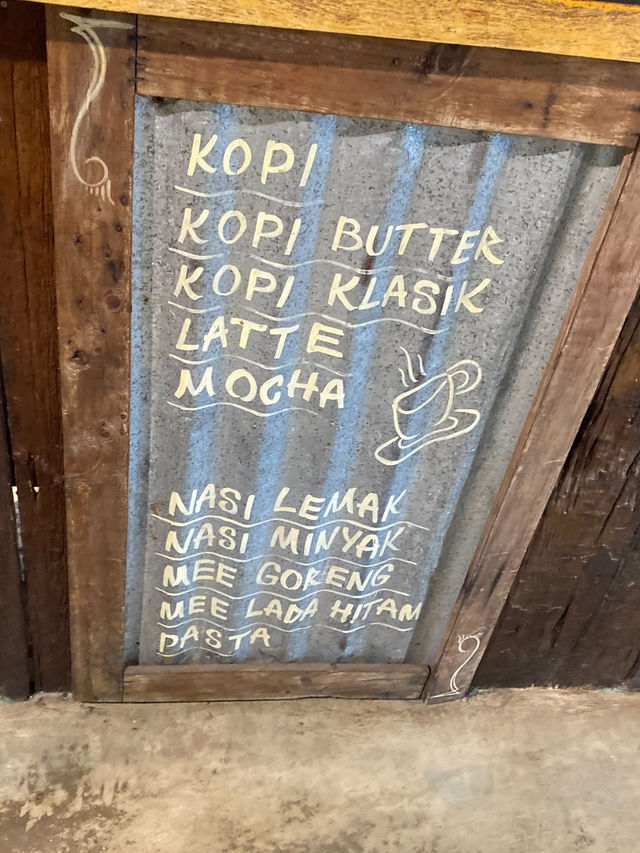 KOPI
KOPI BUTTER
KOPI KLASIK
LATTE
MOCHA
NASI LEMAK
NASI MINYAK
MEE GORENG
MEE LADA HITAM
PASTA